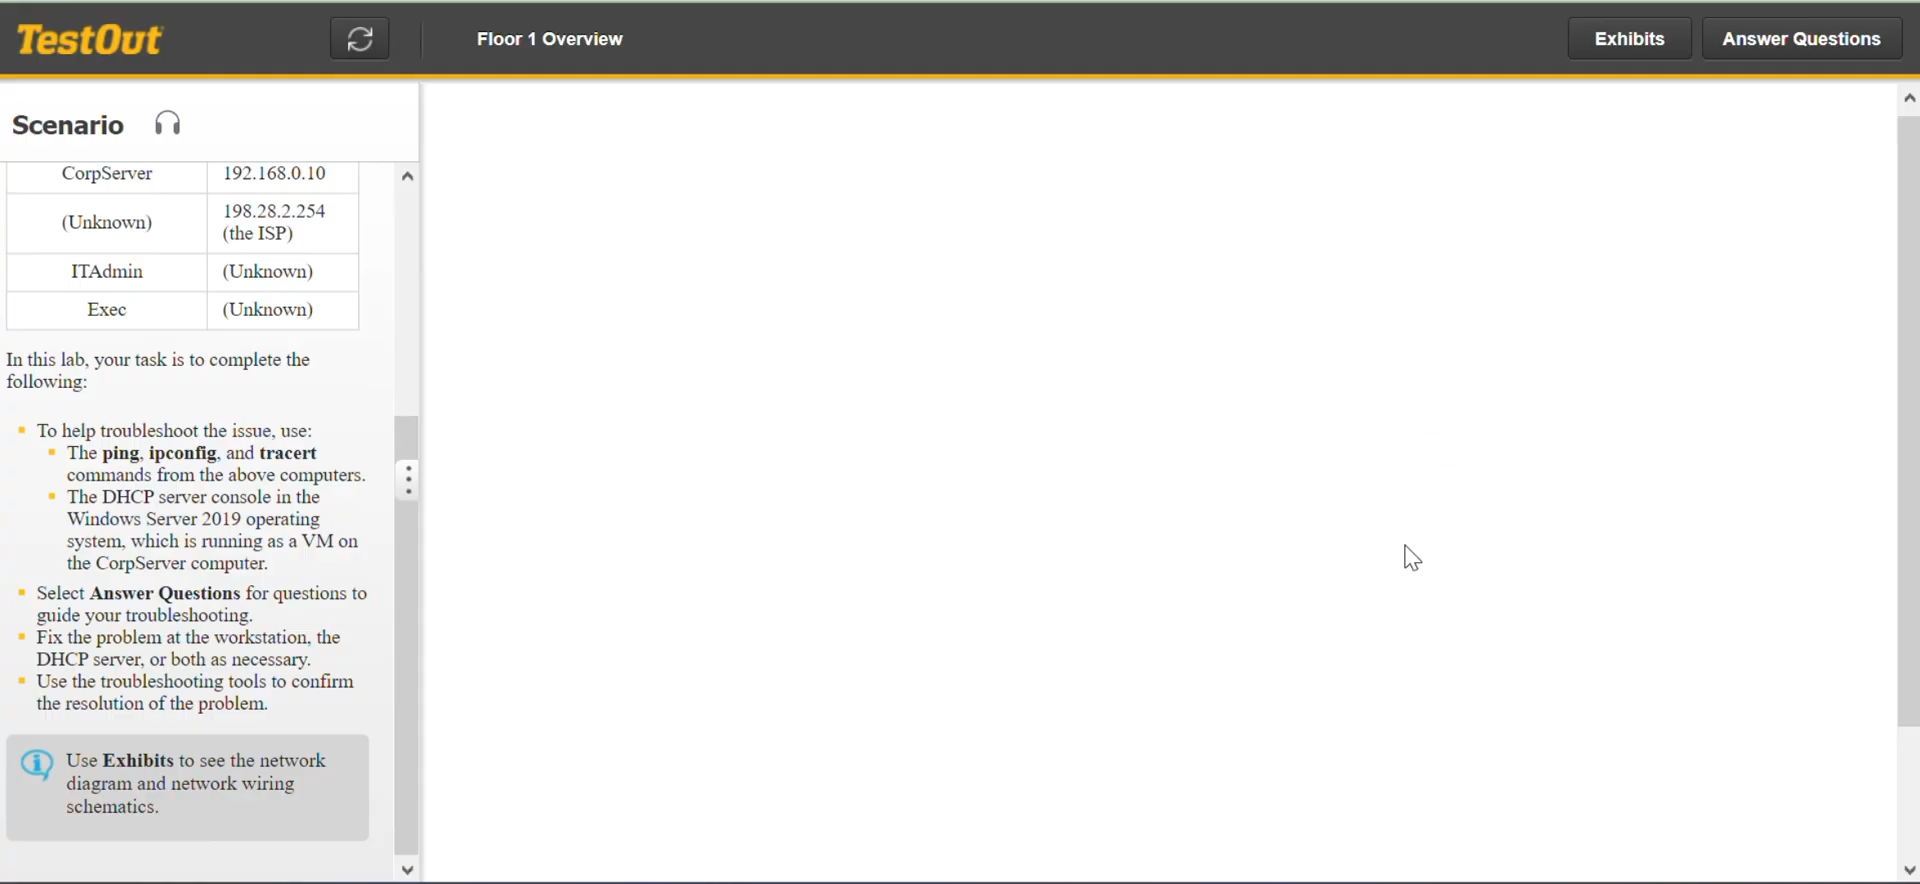 TestOut
Floor 1 Overview
Exhibits
Answer Questions
Scenario
CorpServer 192.168.0.10
(Unknown) 198.28.2.254
(the ISP)
ITAdmin (Unknown)
Exec (Unknown)
In this lab, your task is to complete the
following:
To help troubleshoot the issue, use:
The ping, ipconfig, and tracert
commands from the above computers.
The DHCP server console in the
Windows Server 2019 operating
system, which is running as a VM on
the CorpServer computer.
Select Answer Questions for questions to
guide your troubleshooting.
Fix the problem at the workstation, the
DHCP server, or both as necessary.
Use the troubleshooting tools to confirm
the resolution of the problem.
Use Exhibits to see the network
diagram and network wiring
schematics.